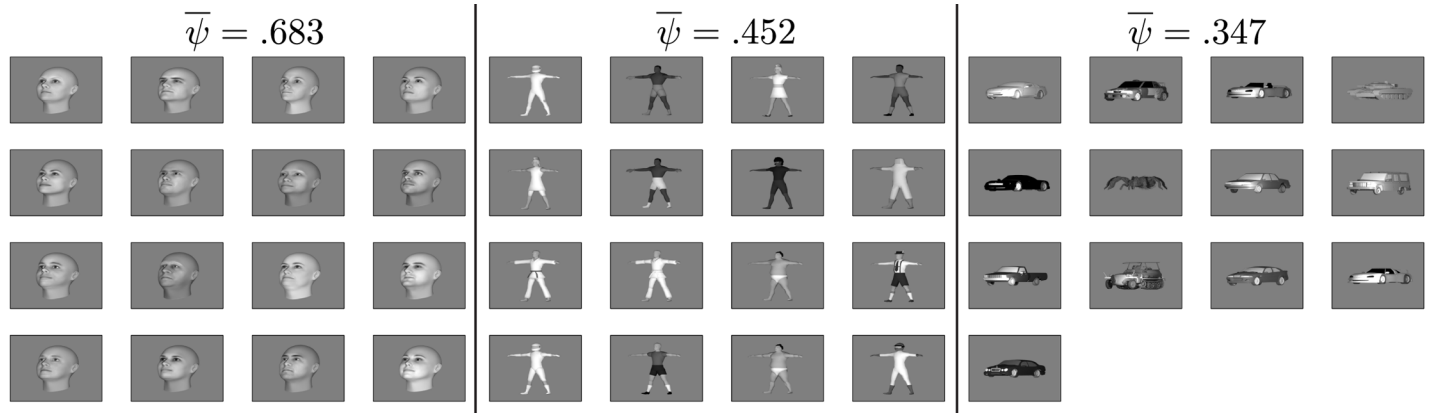 ψ̅ = .683
ψ̅ = .452
ψ̅ = .347